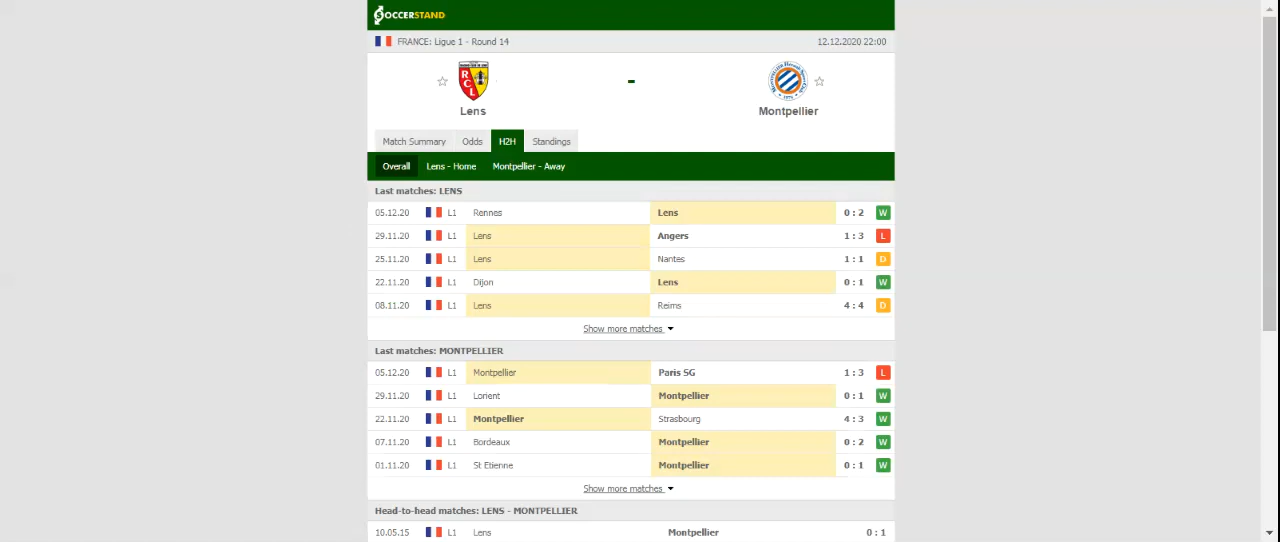 SOCCERSTAND
FRANCE: Ligue 1 - Round 14 12.12.2020 22:00
RCL
Lens - Montpellier
Match Summary Odds H2H Standings
Overall Lens - Home Montpellier - Away
Last matches: LENS
05.12.20 L1 Rennes Lens 0 : 2 W
29.11.20 L1 Lens Angers 1 : 3 L
25.11.20 L1 Lens Nantes 1 : 1 D
22.11.20 L1 Dijon Lens 0 : 1 W
08.11.20 L1 Lens Reims 4 : 4 D
Show more matches
Last matches: MONTPELLIER
05.12.20 L1 Montpellier Paris SG 1 : 3 L
29.11.20 L1 Lorient Montpellier 0 : 1 W
22.11.20 L1 Montpellier Strasbourg 4 : 3 W
07.11.20 L1 Bordeaux Montpellier 0 : 2 W
01.11.20 L1 St Etienne Montpellier 0 : 1 W
Show more matches
Head-to-head matches: LENS - MONTPELLIER
10.05.15 L1 Lens Montpellier 0 : 1